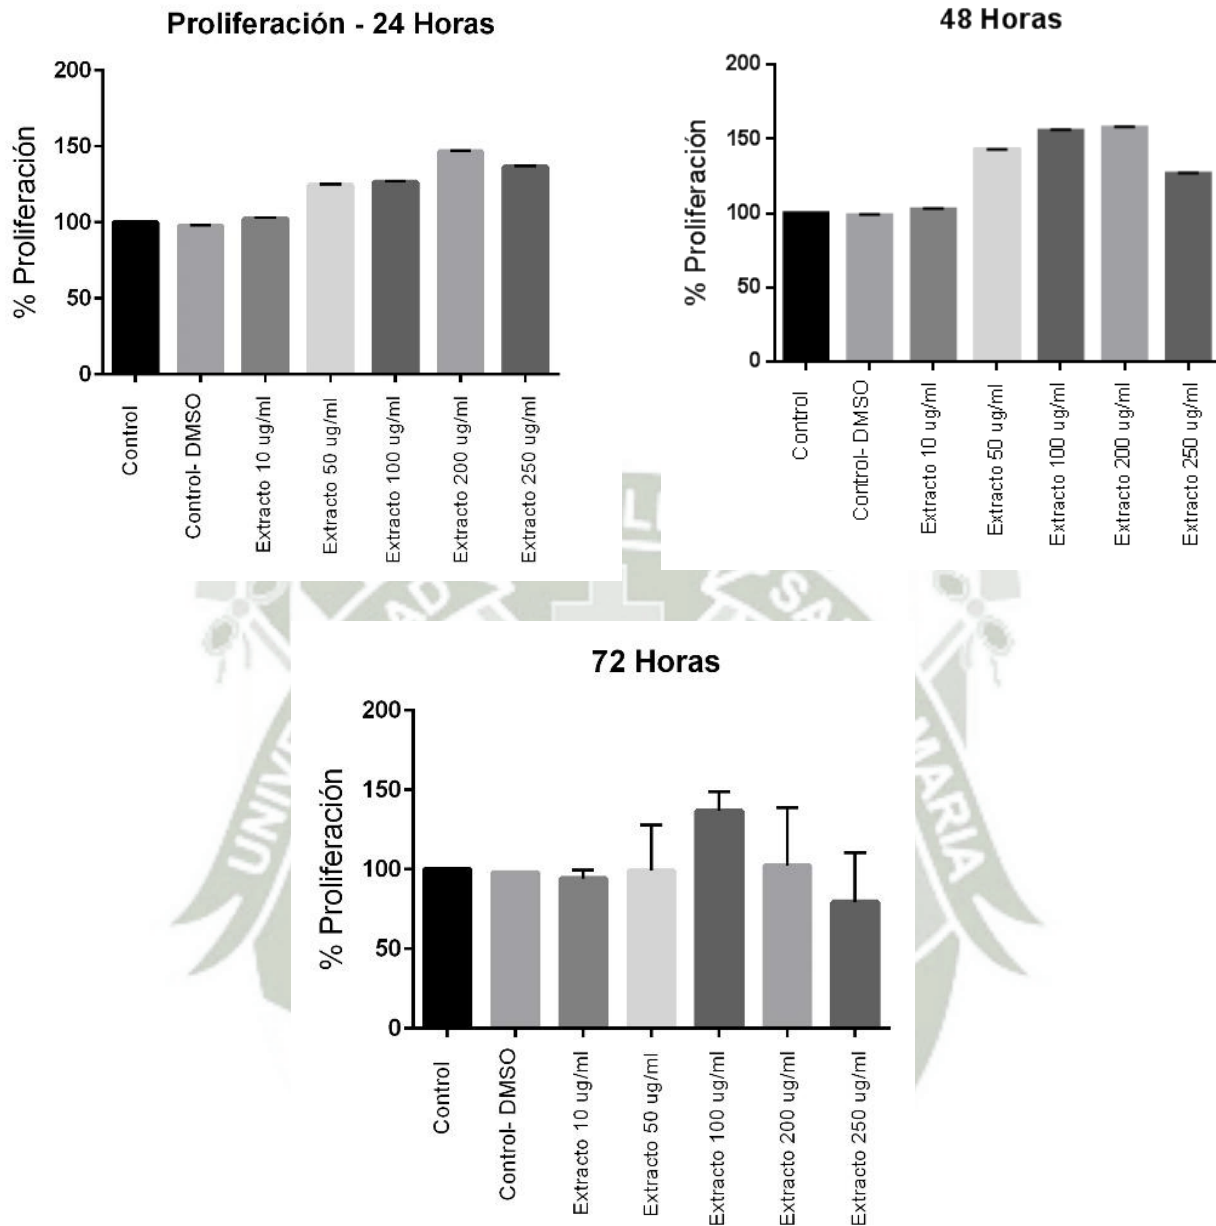 Proliferación - 24 Horas
% Proliferación
200
150
100
50
0
Control
Control- DMSO
Extracto 10 ug/ml
Extracto 50 ug/ml
Extracto 100 ug/ml
Extracto 200 ug/ml
Extracto 250 ug/ml
48 Horas
% Proliferación
200
150
100
50
0
Control
Control- DMSO
Extracto 10 ug/ml
Extracto 50 ug/ml
Extracto 100 ug/ml
Extracto 200 ug/ml
Extracto 250 ug/ml
72 Horas
% Proliferación
200
150
100
50
0
Control
Control- DMSO
Extracto 10 ug/ml
Extracto 50 ug/ml
Extracto 100 ug/ml
Extracto 200 ug/ml
Extracto 250 ug/ml
MARIA